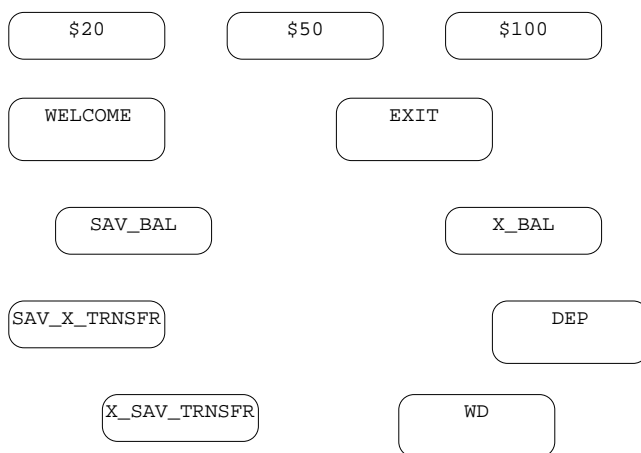 $20 $50 $100
WELCOME EXIT
SAV_BAL X_BAL
SAV_X_TRNSFR DEP
X_SAV_TRNSFR WD